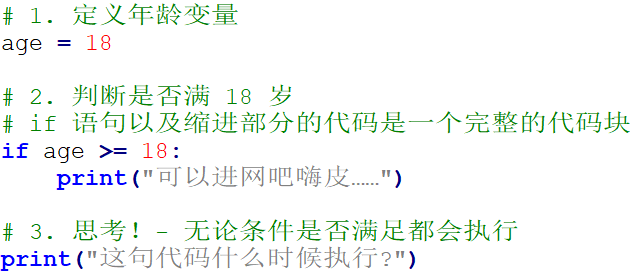 # 1. 定义年龄变量
age = 18
# 2. 判断是否满 18 岁
# if 语句以及缩进部分的代码是一个完整的代码块
if age >= 18:
    print("可以进网吧嗨皮……")
# 3. 思考！- 无论条件是否满足都会执行
print("这句代码什么时候执行?")